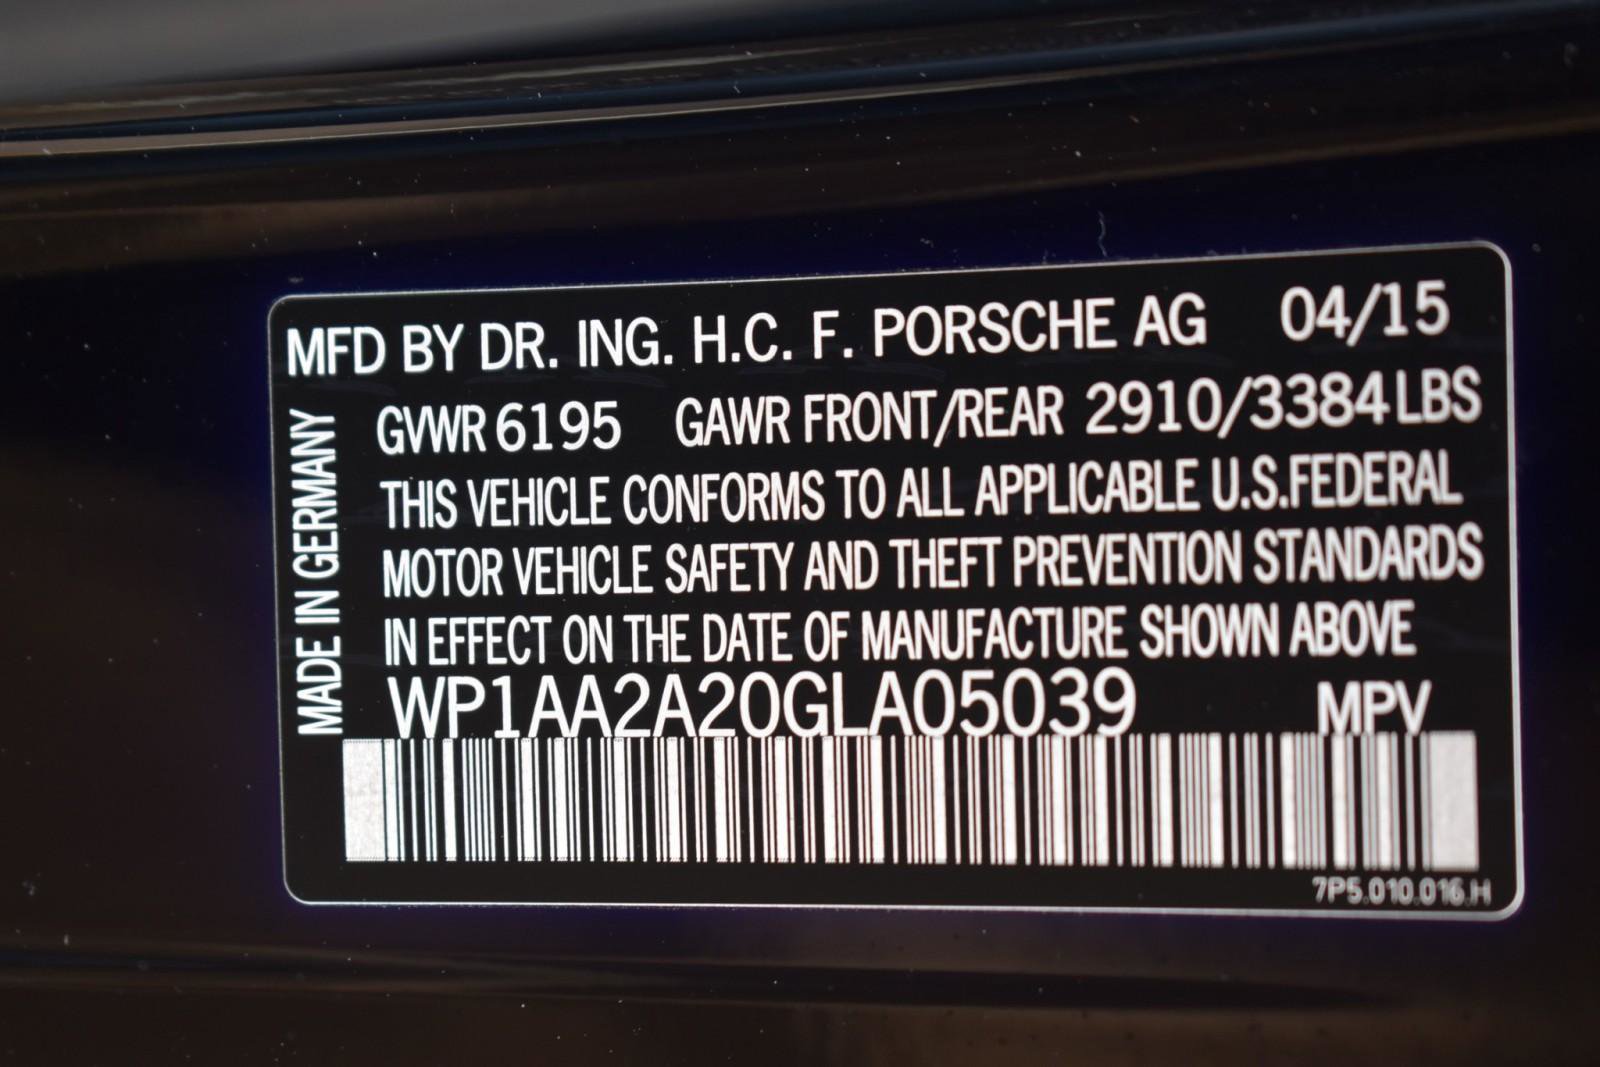 MFD BY DR. ING. H.C. F. PORSCHE AG 04/15
GVWR 6195 GAWR FRONT/REAR 2910/3384 LBS
THIS VEHICLE CONFORMS TO ALL APPLICABLE U.S.FEDERAL
MOTOR VEHICLE SAFETY AND THEFT PREVENTION STANDARDS
IN EFFECT ON THE DATE OF MANUFACTURE SHOWN ABOVE
WP1AA2A20GLA05039 MPV
MADE IN GERMANY
7P5.010.016.H